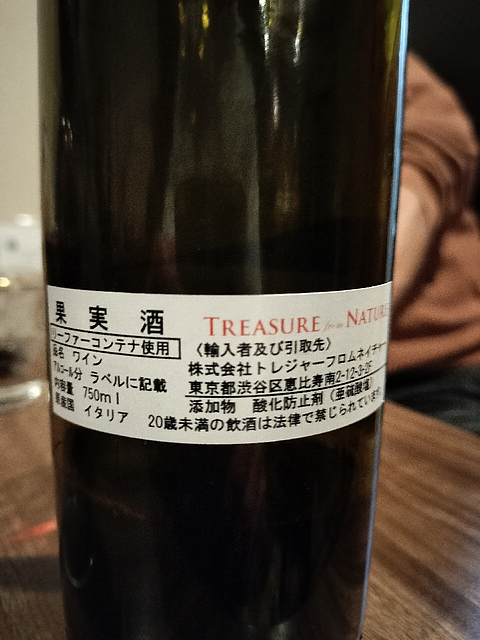 果実酒
リーファーコンテナ使用
品名 ワイン
アルコール分 ラベルに記載
内容量 750ml
原産国 イタリア
TREASURE from NATURE
〈輸入者及び引取先〉
株式会社トレジャーフロムネイチャー
東京都渋谷区恵比寿南2-12-3-2F
添加物 酸化防止剤（亜硫酸塩）
20歳未満の飲酒は法律で禁じられています